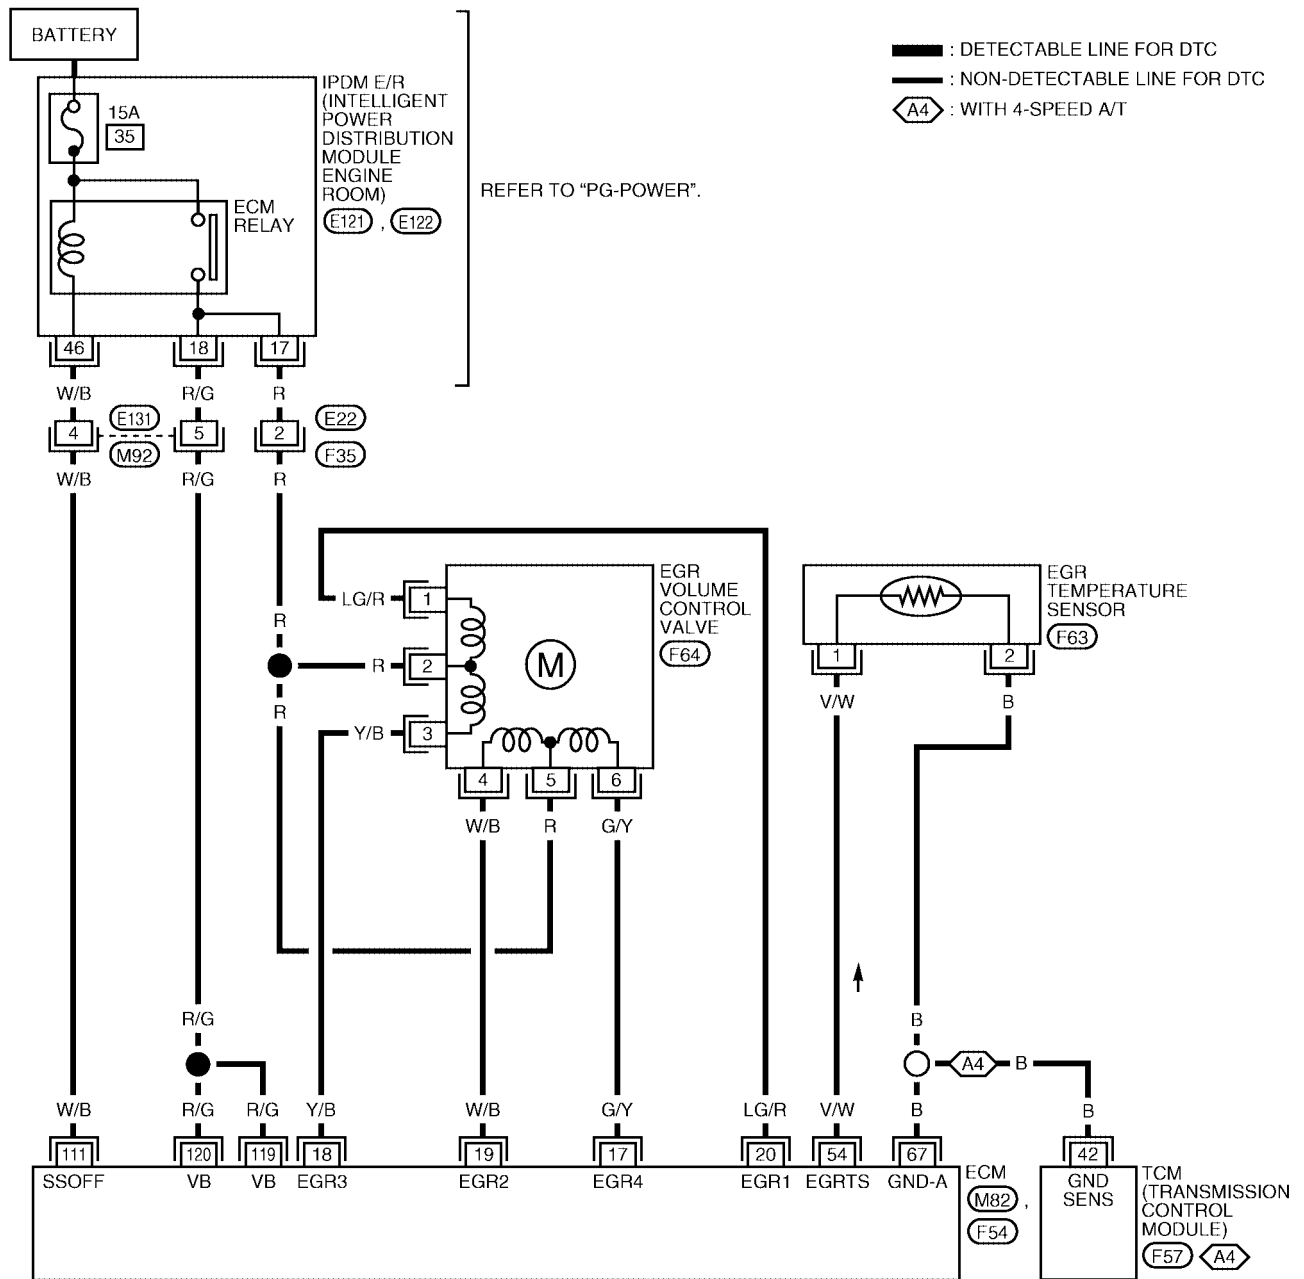 BATTERY
: DETECTABLE LINE FOR DTC
: NON-DETECTABLE LINE FOR DTC
A4 : WITH 4-SPEED A/T
15A
35
IPDM E/R
(INTELLIGENT
POWER
DISTRIBUTION
MODULE
ENGINE
ROOM)
E121 , E122
REFER TO “PG-POWER”.
ECM
RELAY
46 18 17
W/B R/G R
E131 E22
4 5 2
M92 F35
W/B R/G R
EGR
VOLUME
CONTROL
VALVE
F64
EGR
TEMPERATURE
SENSOR
F63
LG/R 1
R
R 2
M
R
Y/B 3
1 2
V/W B
4 5 6
W/B R G/Y
R/G B
A4 B
W/B R/G R/G Y/B W/B G/Y LG/R V/W B B
111 120 119 18 19 17 20 54 67 42
SSOFF VB VB EGR3 EGR2 EGR4 EGR1 EGRTS GND-A
ECM
M82 ,
F54
GND
SENS
TCM
(TRANSMISSION
CONTROL
MODULE)
F57 A4